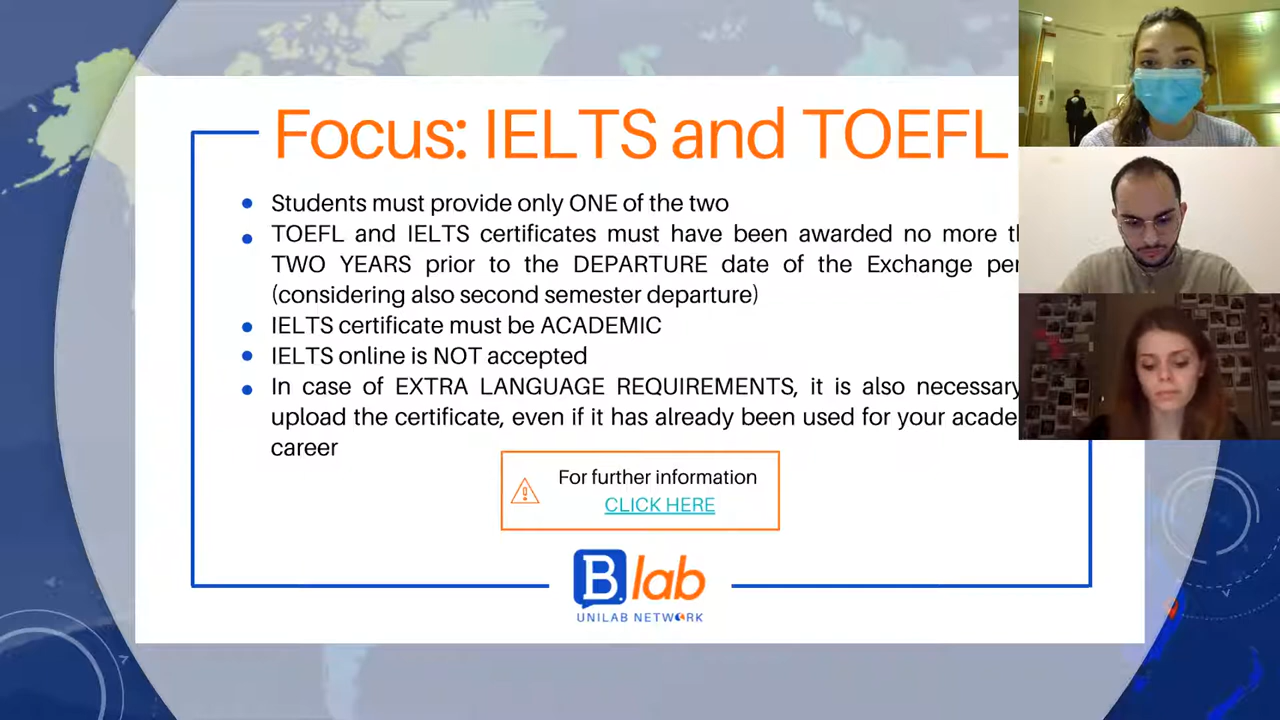 Focus: IELTS and TOEFL
Students must provide only ONE of the two
TOEFL and IELTS certificates must have been awarded no more
TWO YEARS prior to the DEPARTURE date of the Exchange
(considering also second semester departure)
IELTS certificate must be ACADEMIC
IELTS online is NOT accepted
In case of EXTRA LANGUAGE REQUIREMENTS, it is also necessary
upload the certificate, even if it has already been used for your
career
For further information
CLICK HERE
B.lab
UNILAB NETWORK